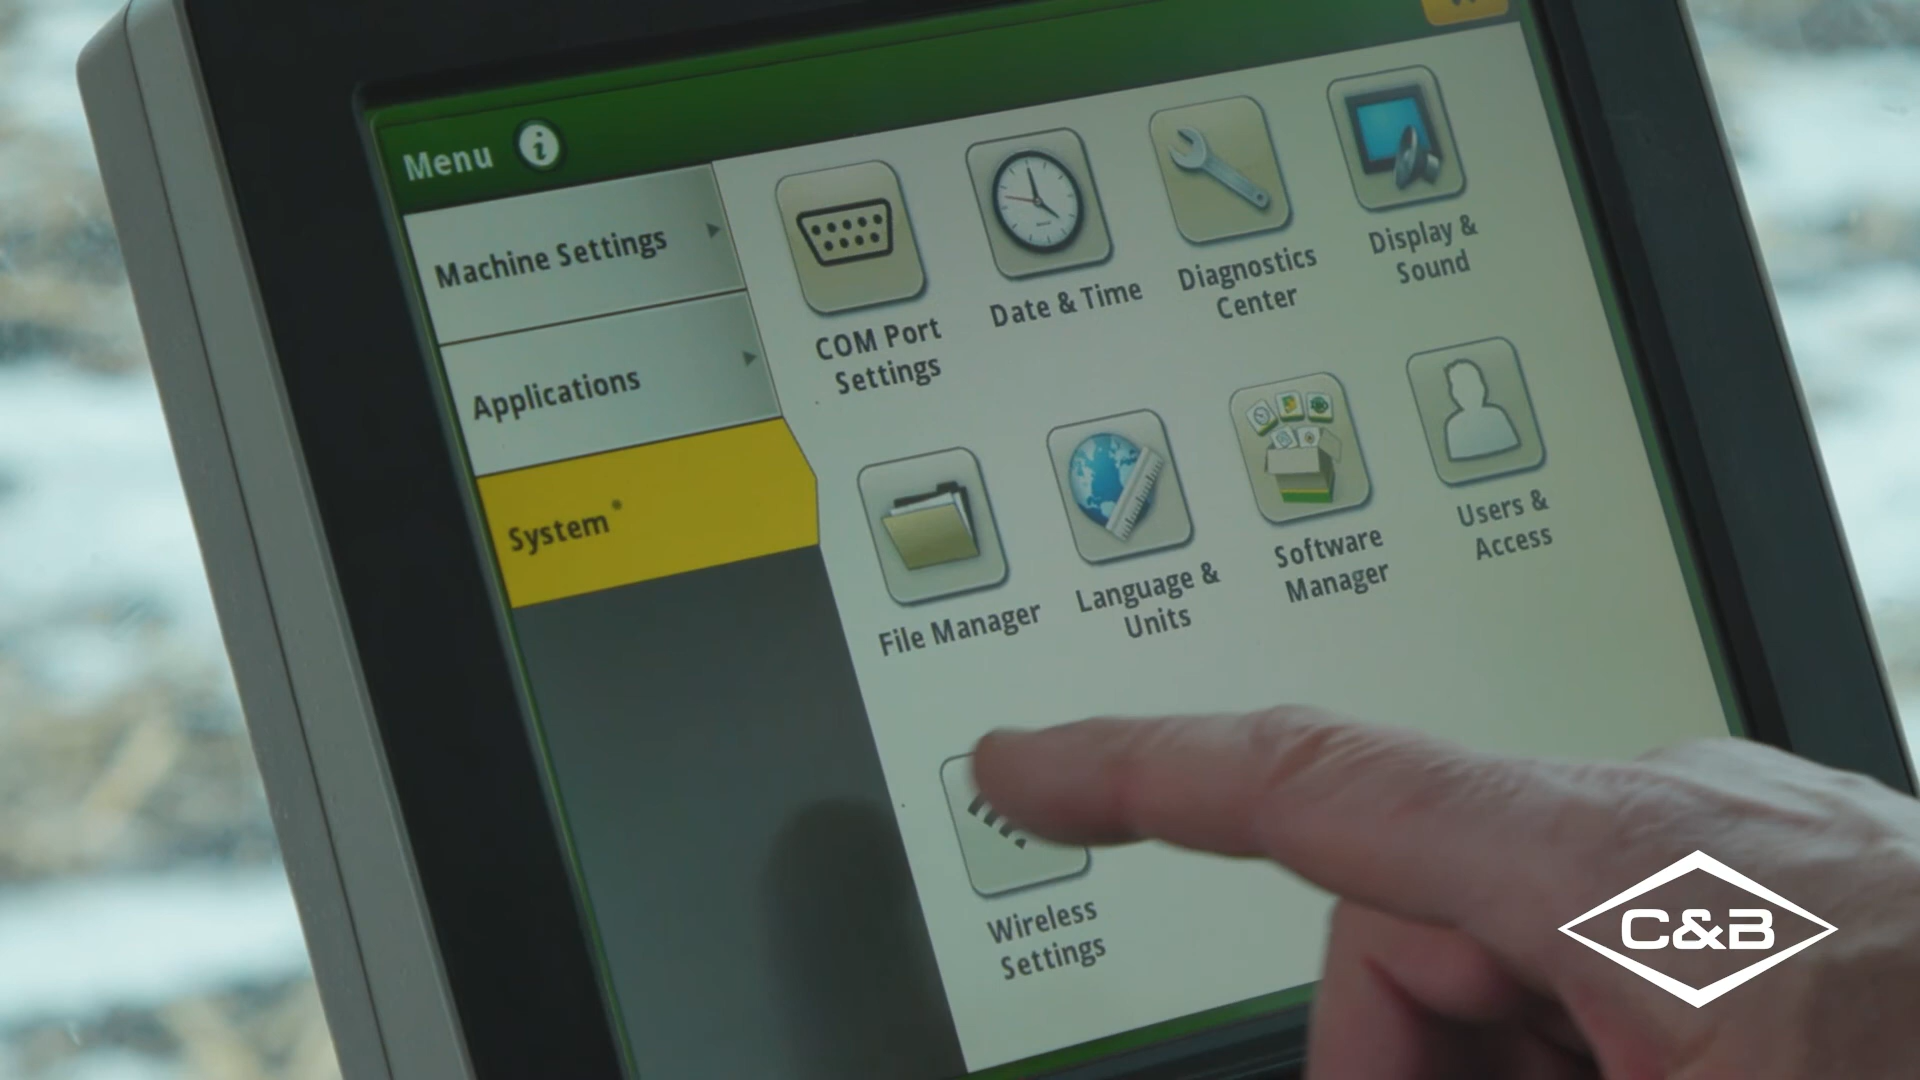 Menu
Machine Settings
Applications
System
COM Port
Settings
Date & Time
Diagnostics
Center
Display &
Sound
File Manager
Language &
Units
Software
Manager
Users &
Access
Wireless
Settings
C&B